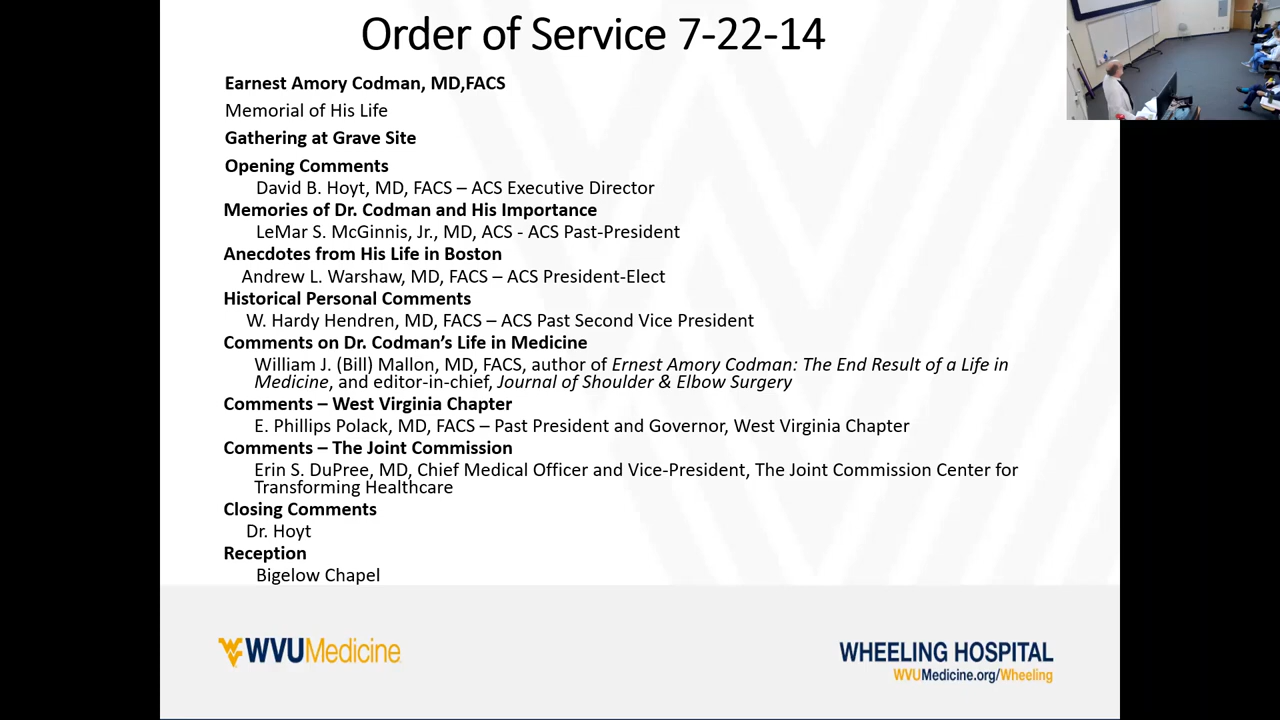 Order of Service 7-22-14
Earnest Amory Codman, MD,FACS
Memorial of His Life
Gathering at Grave Site
Opening Comments
David B. Hoyt, MD, FACS – ACS Executive Director
Memories of Dr. Codman and His Importance
LeMar S. McGinnis, Jr., MD, ACS - ACS Past-President
Anecdotes from His Life in Boston
Andrew L. Warshaw, MD, FACS – ACS President-Elect
Historical Personal Comments
W. Hardy Hendren, MD, FACS – ACS Past Second Vice President
Comments on Dr. Codman’s Life in Medicine
William J. (Bill) Mallon, MD, FACS, author of Ernest Amory Codman: The End Result of a Life in
Medicine, and editor-in-chief, Journal of Shoulder & Elbow Surgery
Comments – West Virginia Chapter
E. Phillips Polack, MD, FACS – Past President and Governor, West Virginia Chapter
Comments – The Joint Commission
Erin S. DuPree, MD, Chief Medical Officer and Vice-President, The Joint Commission Center for
Transforming Healthcare
Closing Comments
Dr. Hoyt
Reception
Bigelow Chapel
WVUMedicine
WHEELING HOSPITAL
WVUMedicine.org/Wheeling